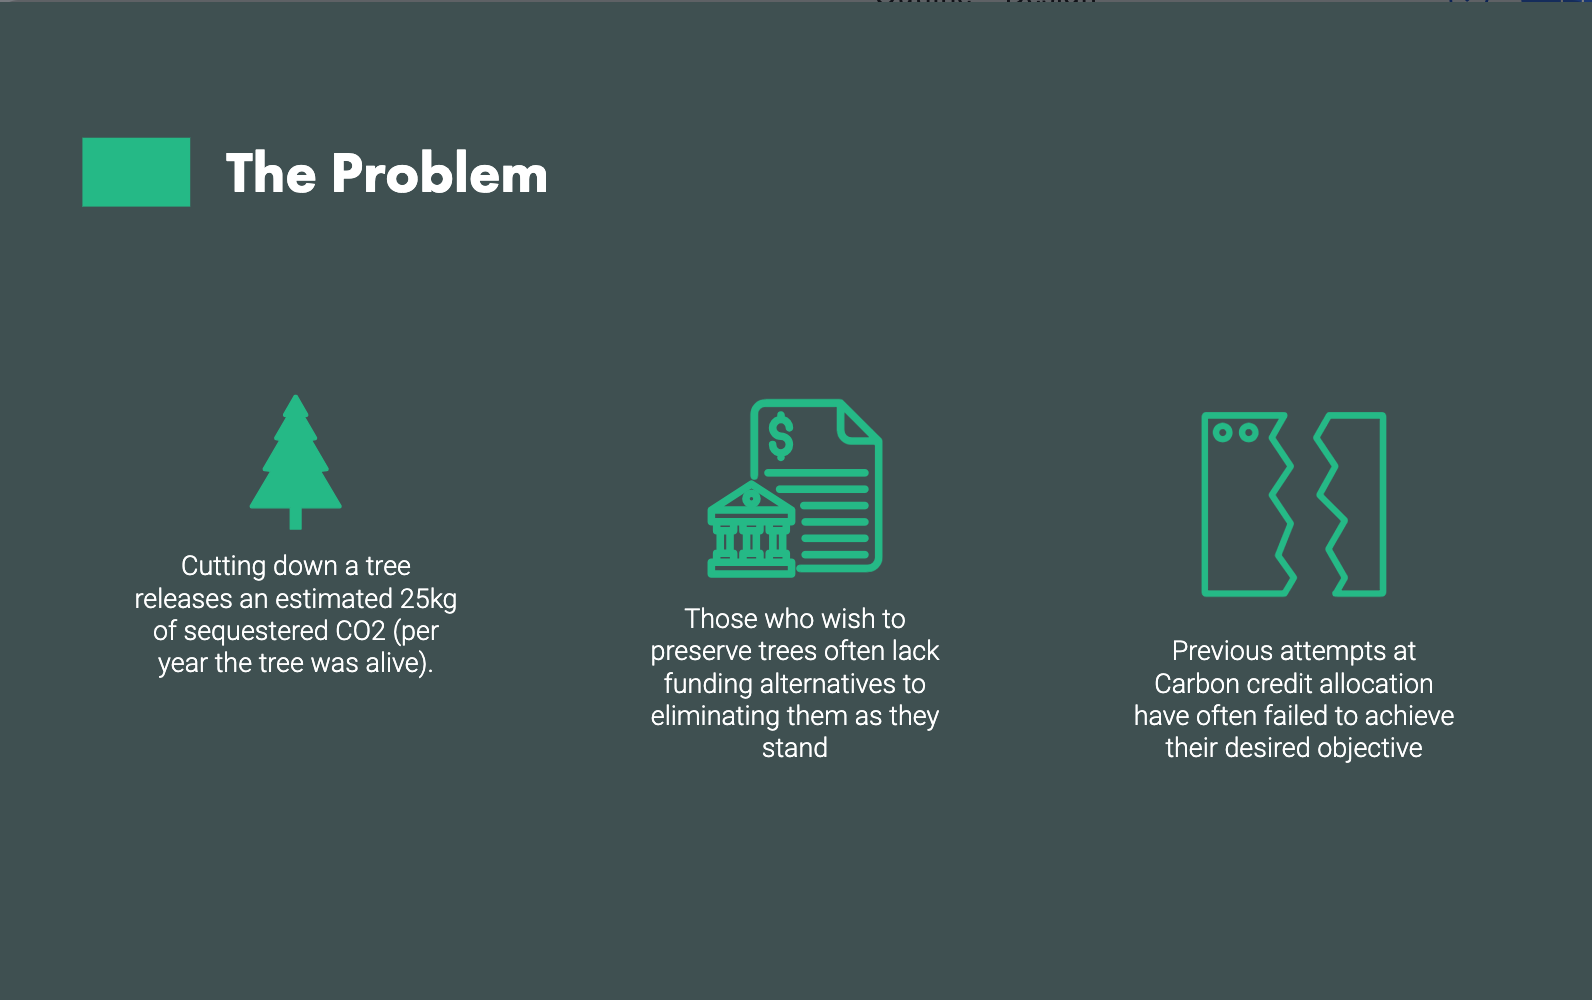 The Problem
Cutting down a tree
releases an estimated 25kg
of sequestered CO2 (per
year the tree was alive).
$
Those who wish to
preserve trees often lack
funding alternatives to
eliminating them as they
stand
Previous attempts at
Carbon credit allocation
have often failed to achieve
their desired objective